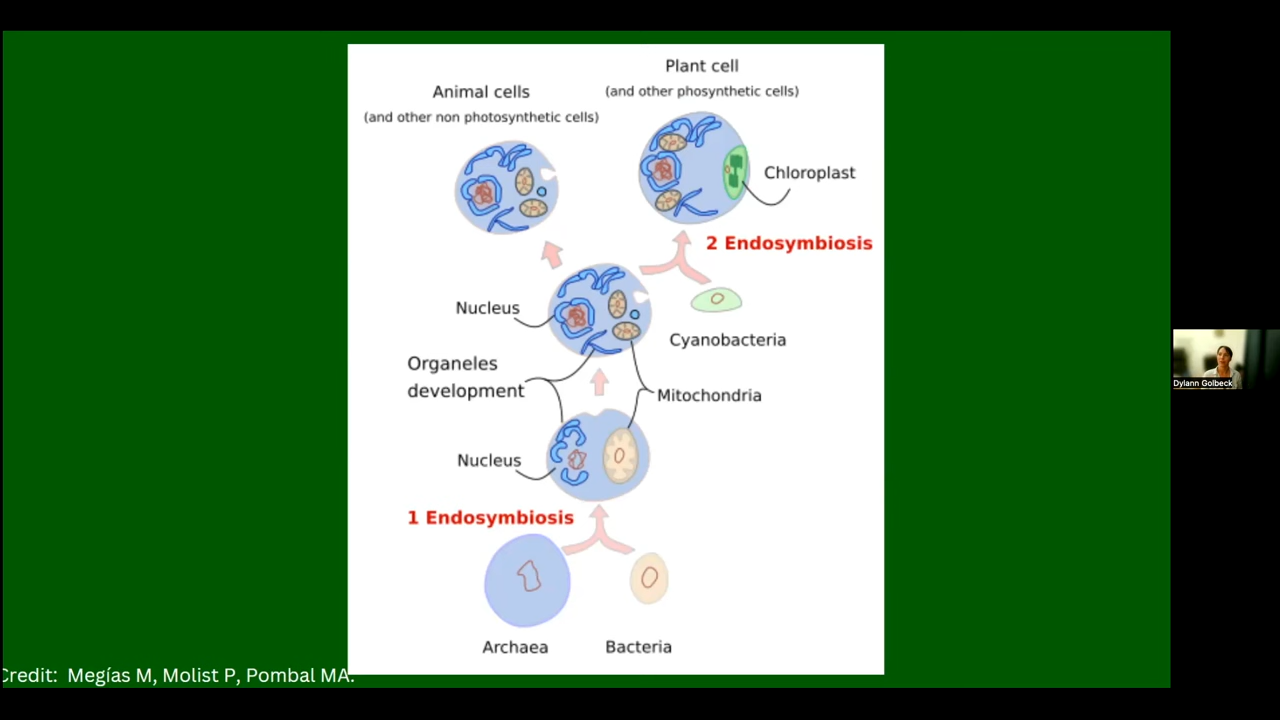 Plant cell
(and other phosynthetic cells)
Animal cells
(and other non photosynthetic cells)
Chloroplast
2 Endosymbiosis
Nucleus
Cyanobacteria
Organeles
development
Mitochondria
Nucleus
1 Endosymbiosis
Archaea
Bacteria
Credit: Megías M, Molist P, Pombal MA.
Dylann Golbeck